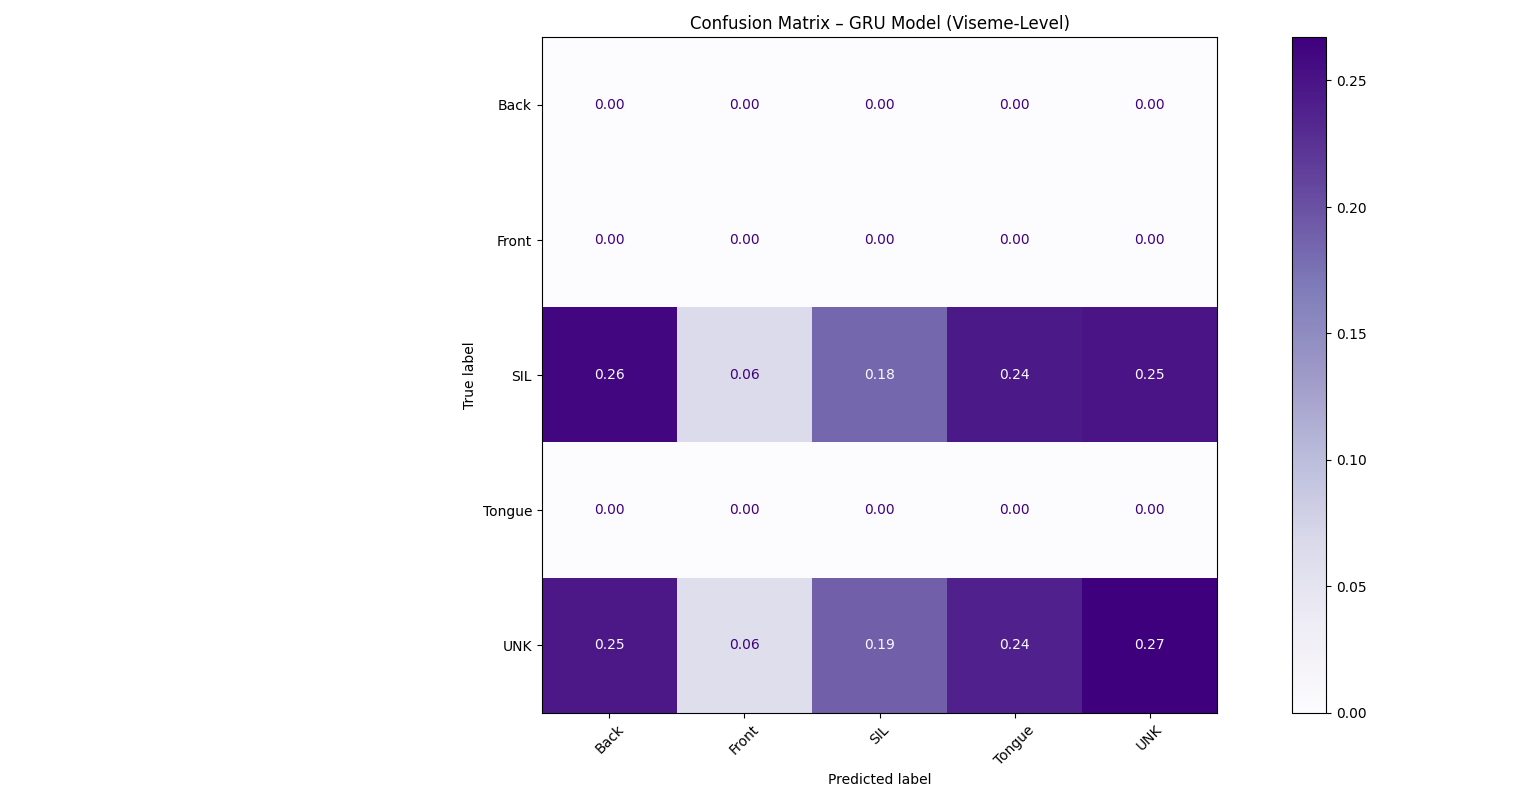 Confusion Matrix – GRU Model (Viseme-Level)
Back 0.00 0.00 0.00 0.00 0.00
Front 0.00 0.00 0.00 0.00 0.00
SIL 0.26 0.06 0.18 0.24 0.25
Tongue 0.00 0.00 0.00 0.00 0.00
UNK 0.25 0.06 0.19 0.24 0.27
Back Front SIL Tongue UNK
Predicted label
True label
0.25
0.20
0.15
0.10
0.05
0.00